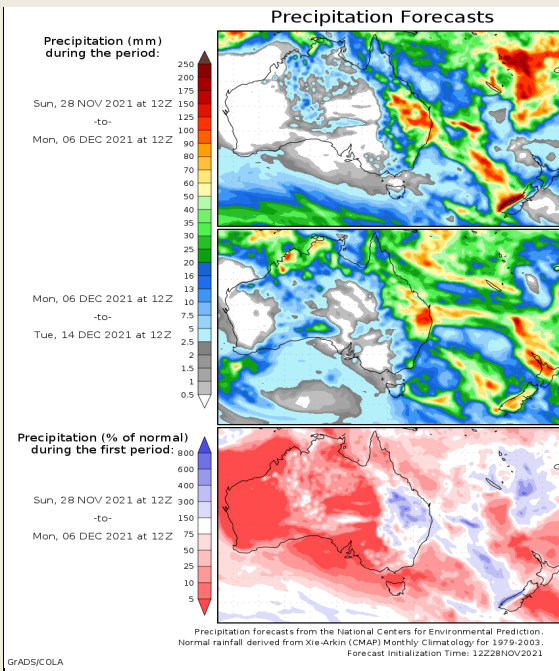 Precipitation Forecasts
Precipitation (mm)
during the period:
Sun, 28 NOV 2021 at 12Z
-to-
Mon, 06 DEC 2021 at 12Z
250
200
175
150
125
100
90
80
70
60
50
40
35
30
25
20
16
13
10
7.5
5
2.5
2
1.5
1
0.5
Mon, 06 DEC 2021 at 12Z
-to-
Tue, 14 DEC 2021 at 12Z
Precipitation (% of normal)
during the first period:
Sun, 28 NOV 2021 at 12Z
-to-
Mon, 06 DEC 2021 at 12Z
800
600
400
300
150
75
50
25
10
5
Precipitation forecasts from the National Centers for Environmental Prediction.
Normal rainfall derived from Xie-Arkin (CMAP) Monthly Climatology for 1979-2003.
Forecast Initialization Time: 12Z28NOV2021
GrADS/COLA